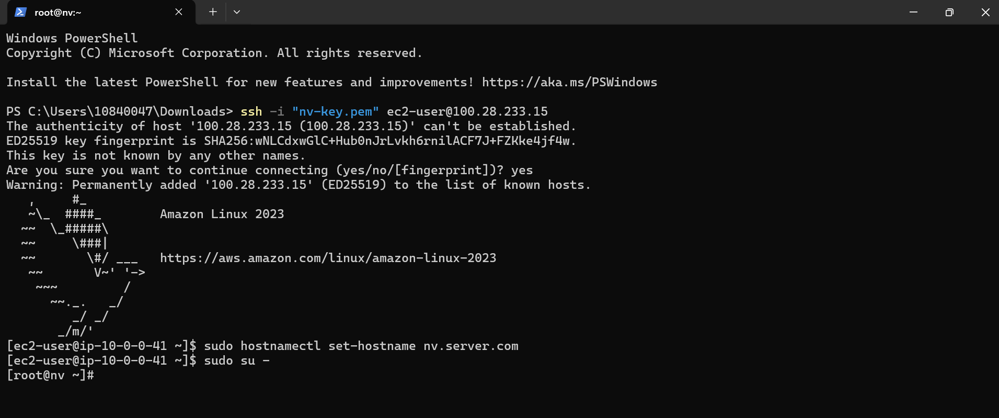 root@nv:~
Windows PowerShell
Copyright (C) Microsoft Corporation. All rights reserved.
Install the latest PowerShell for new features and improvements! https://aka.ms/PSWindows
PS C:\Users\10840047\Downloads> ssh -i "nv-key.pem" ec2-user@100.28.233.15
The authenticity of host '100.28.233.15 (100.28.233.15)' can't be established.
ED25519 key fingerprint is SHA256:wNLCdxwGlC+Hub0nJrLvkh6rnilACF7J+FZKke4jf4w.
This key is not known by any other names.
Are you sure you want to continue connecting (yes/no/[fingerprint])? yes
Warning: Permanently added '100.28.233.15' (ED25519) to the list of known hosts.
   ,     #_
   ~\_  ####_        Amazon Linux 2023
  ~~  \_#####\
  ~~     \###|
  ~~       \#/ ___   https://aws.amazon.com/linux/amazon-linux-2023
   ~~       V~' '->
    ~~~         /
      ~~._.   _/
         _/ _/
       _/m/'
[ec2-user@ip-10-0-0-41 ~]$ sudo hostnamectl set-hostname nv.server.com
[ec2-user@ip-10-0-0-41 ~]$ sudo su -
[root@nv ~]#